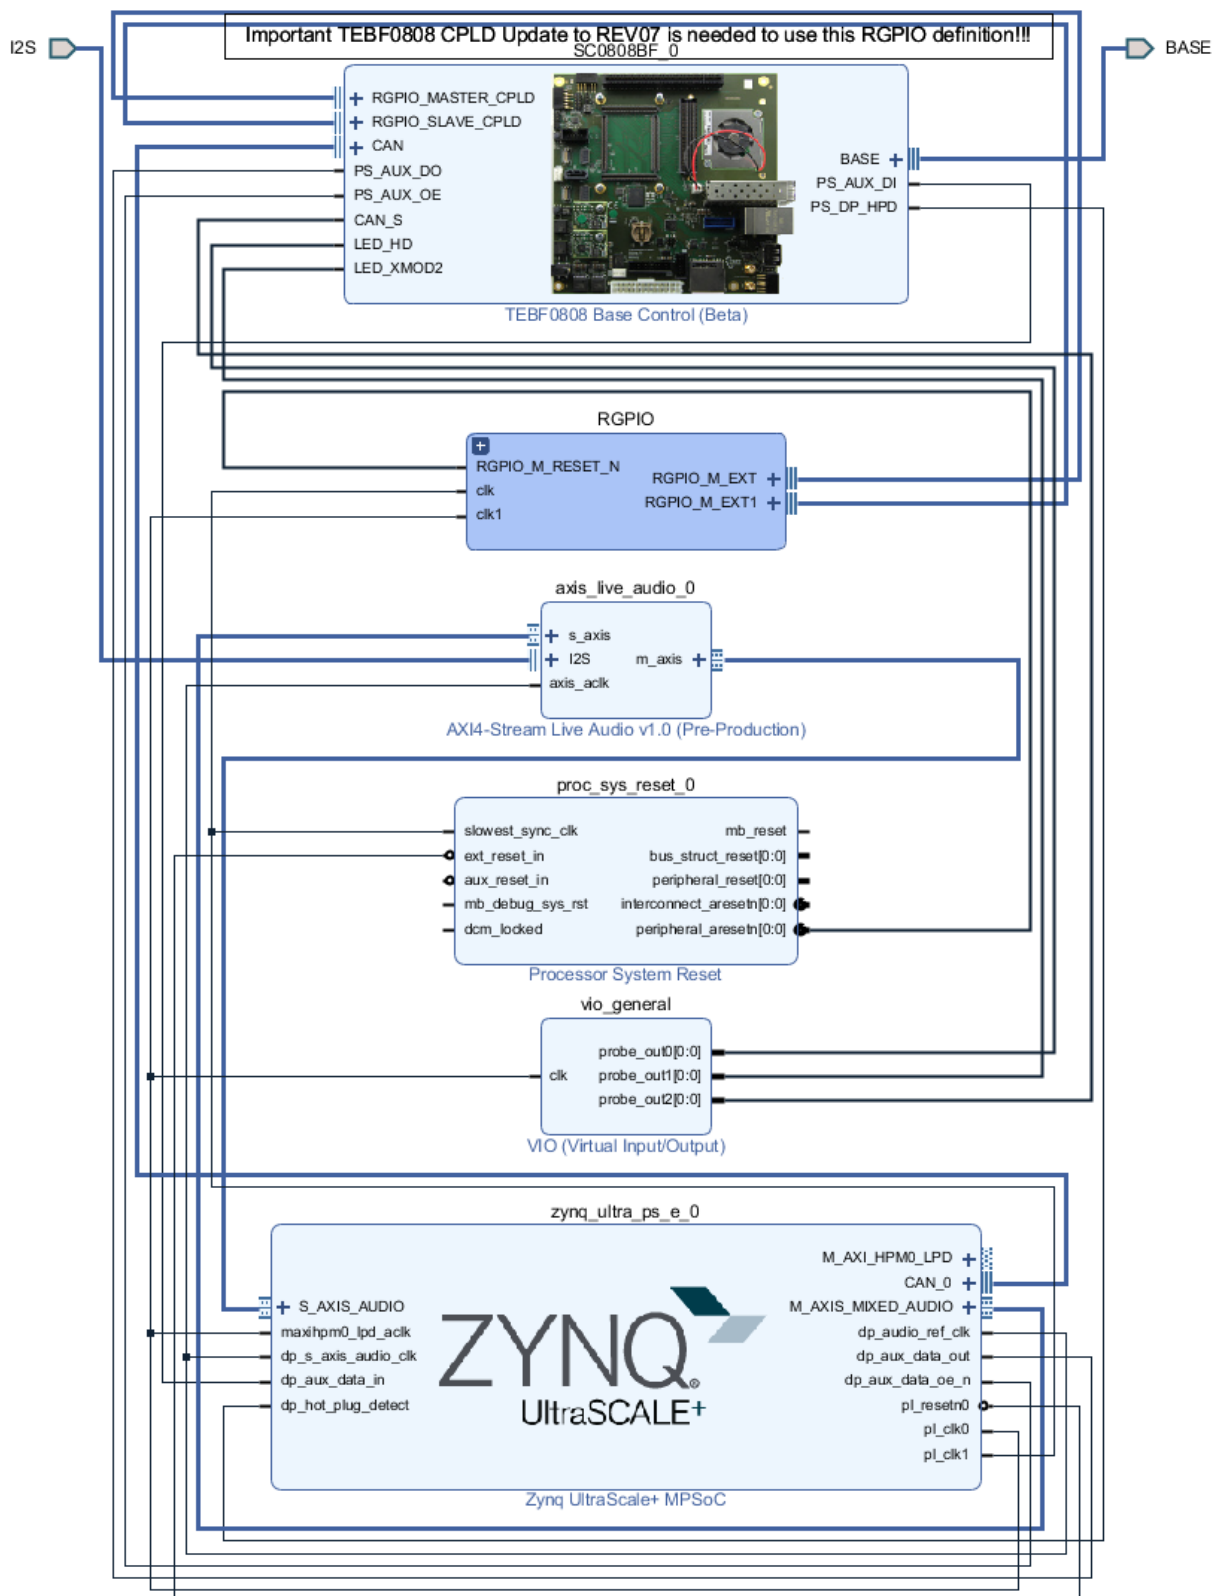 Important TEBF0808 CPLD Update to REV07 is needed to use this RGPIO definition!!!
I2S
BASE
SC0808BF_0
RGPIO_MASTER_CPLD
RGPIO_SLAVE_CPLD
CAN
PS_AUX_DO
PS_AUX_OE
CAN_S
LED_HD
LED_XMOD2
BASE
PS_AUX_DI
PS_DP_HPD
TEBF0808 Base Control (Beta)
RGPIO
RGPIO_M_RESET_N
clk
clk1
RGPIO_M_EXT
RGPIO_M_EXT1
axis_live_audio_0
s_axis
I2S
axis_aclk
m_axis
AXI4-Stream Live Audio v1.0 (Pre-Production)
proc_sys_reset_0
slowest_sync_clk
ext_reset_in
aux_reset_in
mb_debug_sys_rst
dcm_locked
mb_reset
bus_struct_reset[0:0]
peripheral_reset[0:0]
interconnect_aresetn[0:0]
peripheral_aresetn[0:0]
Processor System Reset
vio_general
clk
probe_out0[0:0]
probe_out1[0:0]
probe_out2[0:0]
VIO (Virtual Input/Output)
zynq_ultra_ps_e_0
S_AXIS_AUDIO
maxihpm0_lpd_aclk
dp_s_axis_audio_clk
dp_aux_data_in
dp_hot_plug_detect
ZYNQ®
UltraSCALE+
M_AXI_HPM0_LPD
CAN_0
M_AXIS_MIXED_AUDIO
dp_audio_ref_clk
dp_aux_data_out
dp_aux_data_oe_n
pl_resetn0
pl_clk0
pl_clk1
Zynq UltraScale+ MPSoC